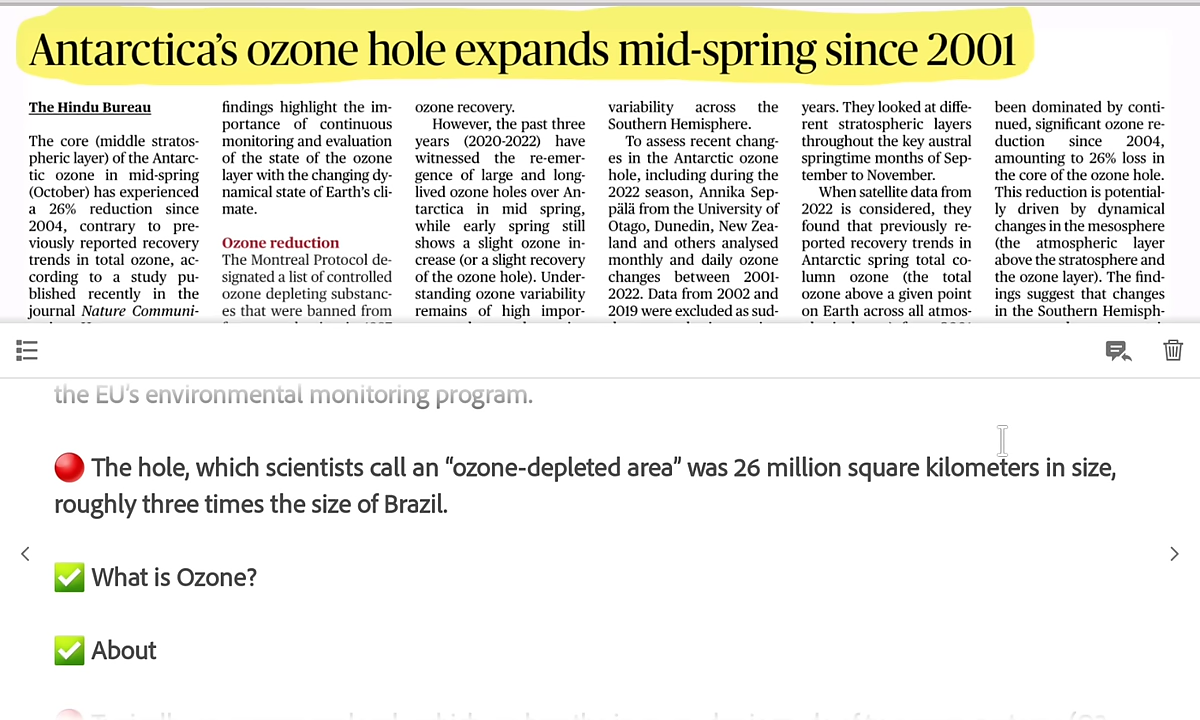 Antarctica's ozone hole expands mid-spring since 2001
The Hindu Bureau
The core (middle stratos-
pheric layer) of the Antarc-
tic ozone in mid-spring
(October) has experienced
a 26% reduction since
2004, contrary to pre-
viously reported recovery
trends in total ozone, ac-
cording to a study pu-
blished recently in the
journal Nature Communi-
findings highlight the im-
portance of continuous
monitoring and evaluation
of the state of the ozone
layer with the changing dy-
namical state of Earth's cli-
mate.
Ozone reduction
The Montreal Protocol de-
signated a list of controlled
ozone depleting substanc-
es that were banned from
ozone recovery.
However, the past three
years (2020-2022) have
witnessed the re-emer-
gence of large and long-
lived ozone holes over An-
tarctica in mid spring,
while early spring still
shows a slight ozone in-
crease (or a slight recovery
of the ozone hole). Under-
standing ozone variability
remains of high impor-
variability across the
Southern Hemisphere.
To assess recent chang-
es in the Antarctic ozone
hole, including during the
2022 season, Annika Sep-
pälä from the University of
Otago, Dunedin, New Zea-
land and others analysed
monthly and daily ozone
changes between 2001-
2022. Data from 2002 and
2019 were excluded as sud-
years. They looked at diffe-
rent stratospheric layers
throughout the key austral
springtime months of Sep-
tember to November.
When satellite data from
2022 is considered, they
found that previously re-
ported recovery trends in
Antarctic spring total co-
lumn ozone (the total
ozone above a given point
on Earth across all atmos-
been dominated by conti-
nued, significant ozone re-
duction since 2004,
amounting to 26% loss in
the core of the ozone hole.
This reduction is potential-
ly driven by dynamical
changes in the mesosphere
(the atmospheric layer
above the stratosphere and
the ozone layer). The find-
ings suggest that changes
in the Southern Hemisph-
the EU's environmental monitoring program.
The hole, which scientists call an "ozone-depleted area" was 26 million square kilometers in size,
roughly three times the size of Brazil.
What is Ozone?
About